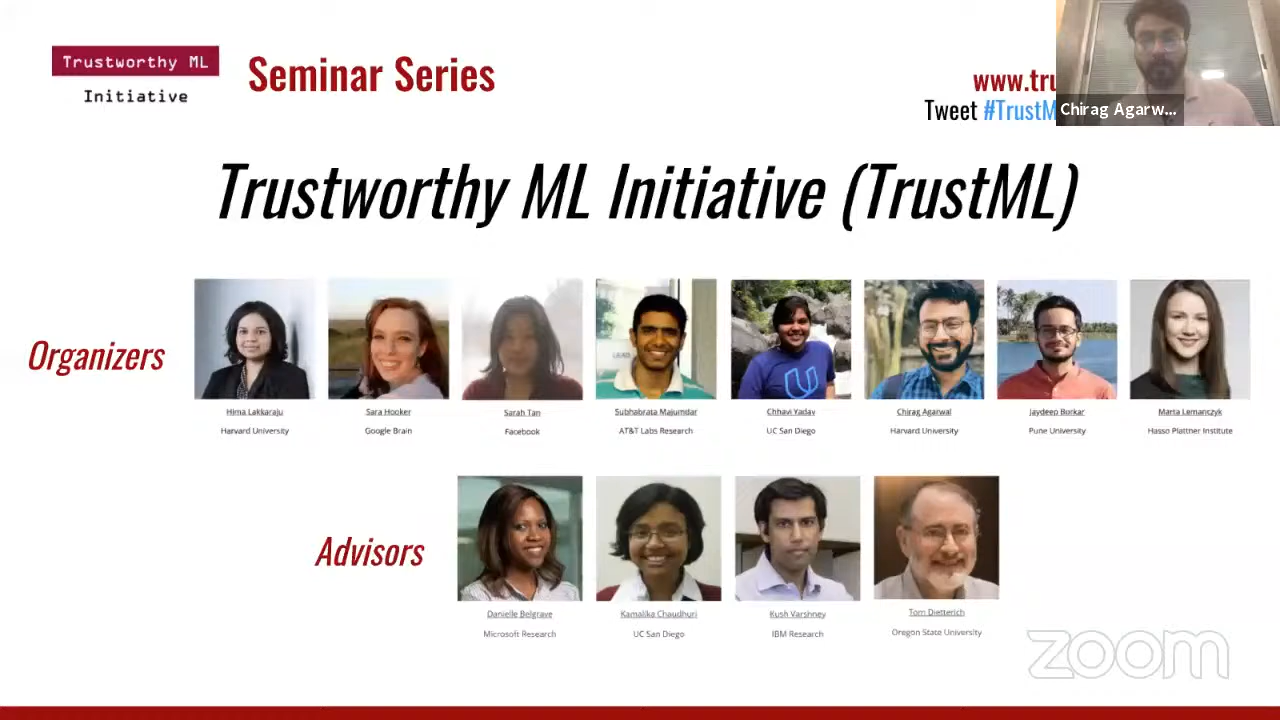 Trustworthy ML
Initiative
Seminar Series
www.tru
Tweet #TrustM
Chirag Agarw...
Trustworthy ML Initiative (TrustML)
Organizers
Hima Lakkaraju
Harvard University
Sara Hooker
Google Brain
Sarah Tan
Facebook
Subhabrata Majumdar
AT&T Labs Research
Chhavi Yadav
UC San Diego
Chirag Agarwal
Harvard University
Jaydeep Borkar
Pune University
Marta Lemanczyk
Hasso Plattner Institute
Advisors
Danielle Belgrave
Microsoft Research
Kamalika Chaudhuri
UC San Diego
Kush Varshney
IBM Research
Tom Dietterich
Oregon State University
zoom